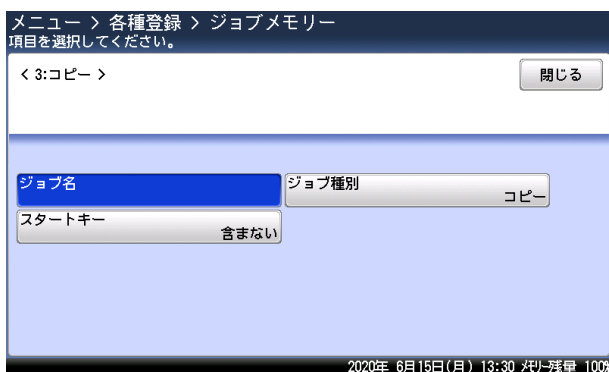 メニュー > 各種登録 > ジョブメモリー
項目を選択してください。
< 3:コピー >
閉じる
ジョブ名
ジョブ種別
コピー
スタートキー
含まない
2020年 6月15日(月) 13:30 メモリー残量 100%